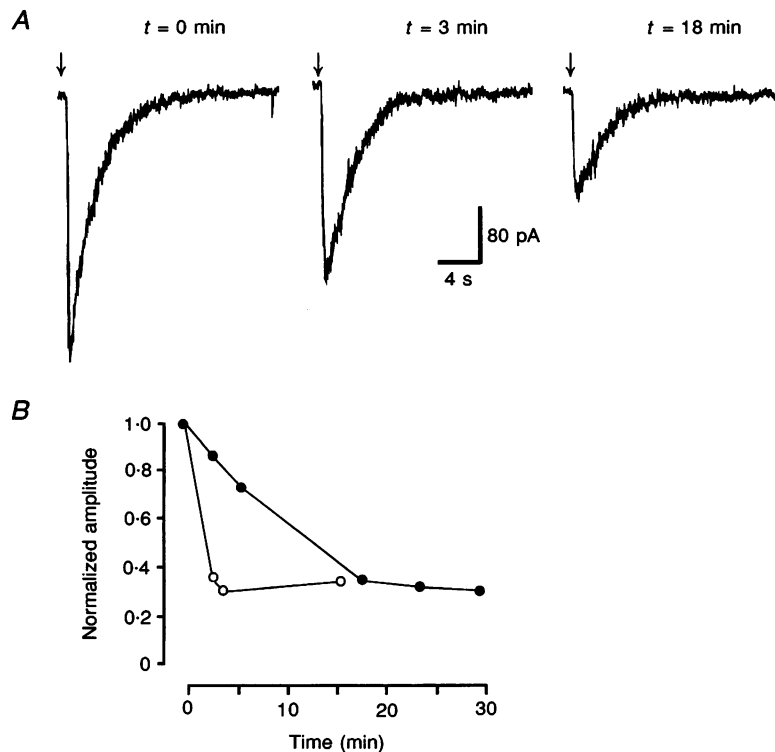 A
t = 0 min
t = 3 min
t = 18 min
80 pA
4 s
B
Normalized amplitude
1·0
0·8
0·6
0·4
0·2
0
0
10
20
30
Time (min)